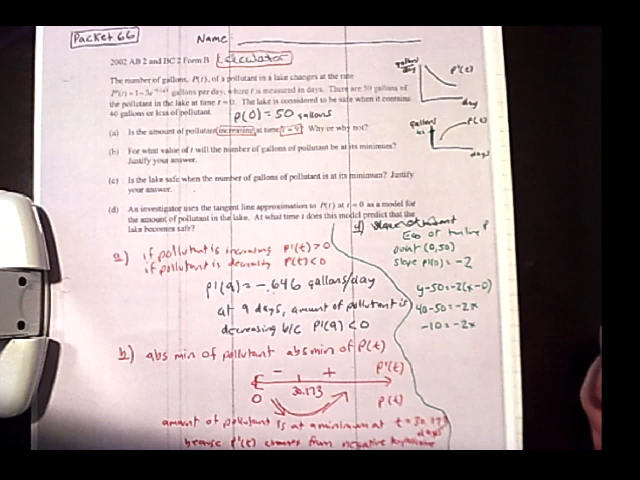 Packet 66
Name:
2002 AB 2 and BC 2 Form B Calculator
The number of gallons, P(t), of a pollutant in a lake changes at the rate
gallons per day, where t is measured in days. There are 50 gallons of
the pollutant in the lake at time t = 0. The lake is considered to be safe when it contains
40 gallons or less of pollutant. P(0) = 50 gallons
(a) Is the amount of pollutant increasing at time t = 9? Why or why not?
(b) For what value of t will the number of gallons of pollutant be at its minimum?
Justify your answer.
(c) Is the lake safe when the number of gallons of pollutant is at its minimum? Justify
your answer.
(d) An investigator uses the tangent line approximation to P(t) at t = 0 as a model for
the amount of pollutant in the lake. At what time t does this model predict that the
lake becomes safe?
gallons
day
P'(t)
day
gallons
P(t)
days
a) if pollutant is increasing P'(t) > 0
if pollutant is decreasing P'(t) < 0
P'(9) = -.646 gallons/day
at 9 days, amount of pollutant is
decreasing b/c P'(9) < 0
b) abs min of pollutant abs min of P(t)
- + P'(t)
0 30.173 P(t)
amount of pollutant is at a minimum at t = 30.173
days
because P'(t) changes from negative to positive
d)
point (0,50)
slope P'(0) = -2
y-50=-2(x-0)
40-50=-2x
-10=-2x